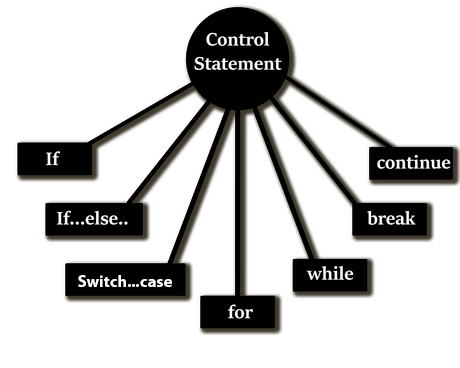 Control
Statement
If
continue
If...else..
break
Switch...case
while
for